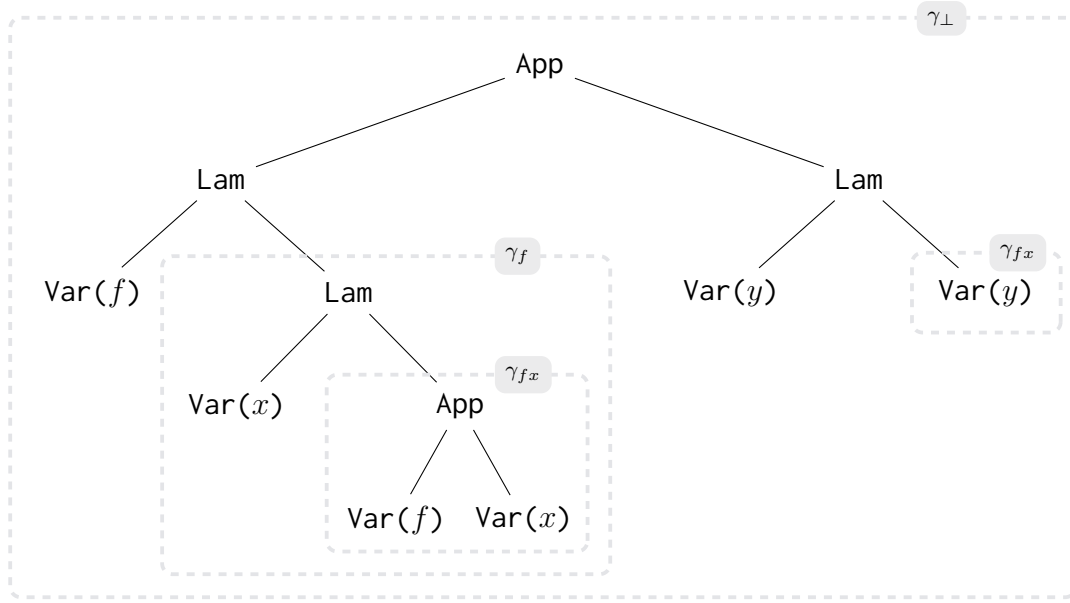 γ⊥
App
Lam Lam
γf γfx
Var(f) Lam Var(y) Var(y)
γfx
Var(x) App
Var(f) Var(x)